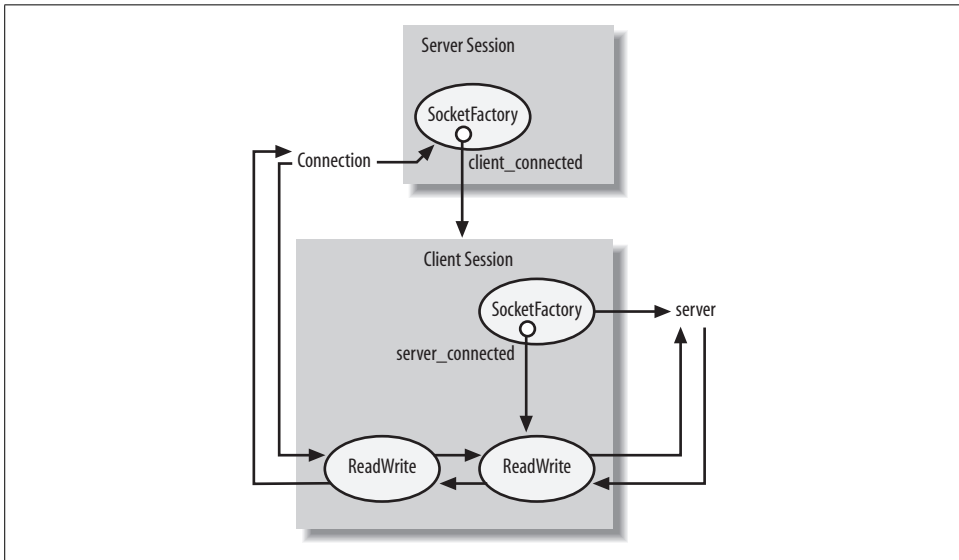 Server Session
SocketFactory
Connection
client_connected
Client Session
SocketFactory
server
server_connected
ReadWrite
ReadWrite